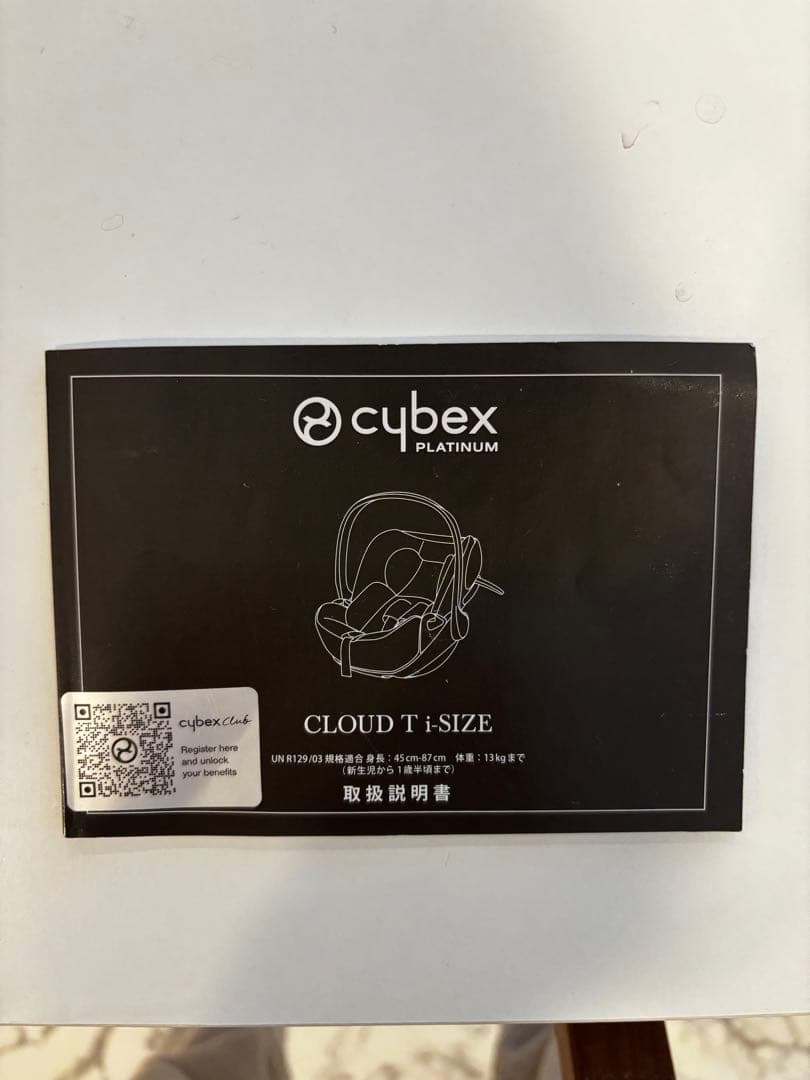 cybex
PLATINUM
CLOUD T i-SIZE
UN R129/03 規格適合 身長：45cm-87cm 体重：13kgまで
（新生児から1歳半頃まで）
取扱説明書
cybex club
Register here
and unlock
your benefits